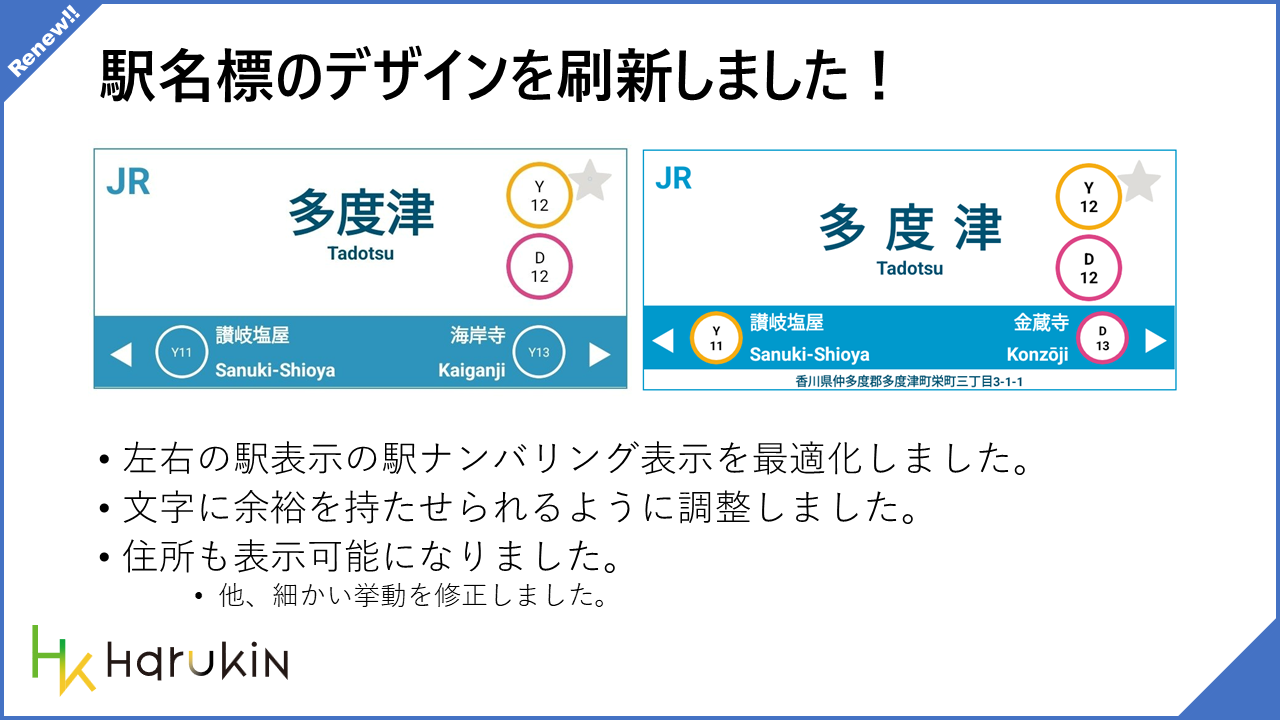 Renew!!
駅名標のデザインを刷新しました！
JR
多度津
Tadotsu
Y
12
D
12
Y11
讃岐塩屋
Sanuki-Shioya
海岸寺
Kaiganji
Y13
JR
多度津
Tadotsu
Y
12
D
12
Y
11
讃岐塩屋
Sanuki-Shioya
金蔵寺
Konzōji
D
13
香川県仲多度郡多度津町栄町三丁目3-1-1
• 左右の駅表示の駅ナンバリング表示を最適化しました。
• 文字に余裕を持たせられるように調整しました。
• 住所も表示可能になりました。
• 他、細かい挙動を修正しました。
HK HarukiN